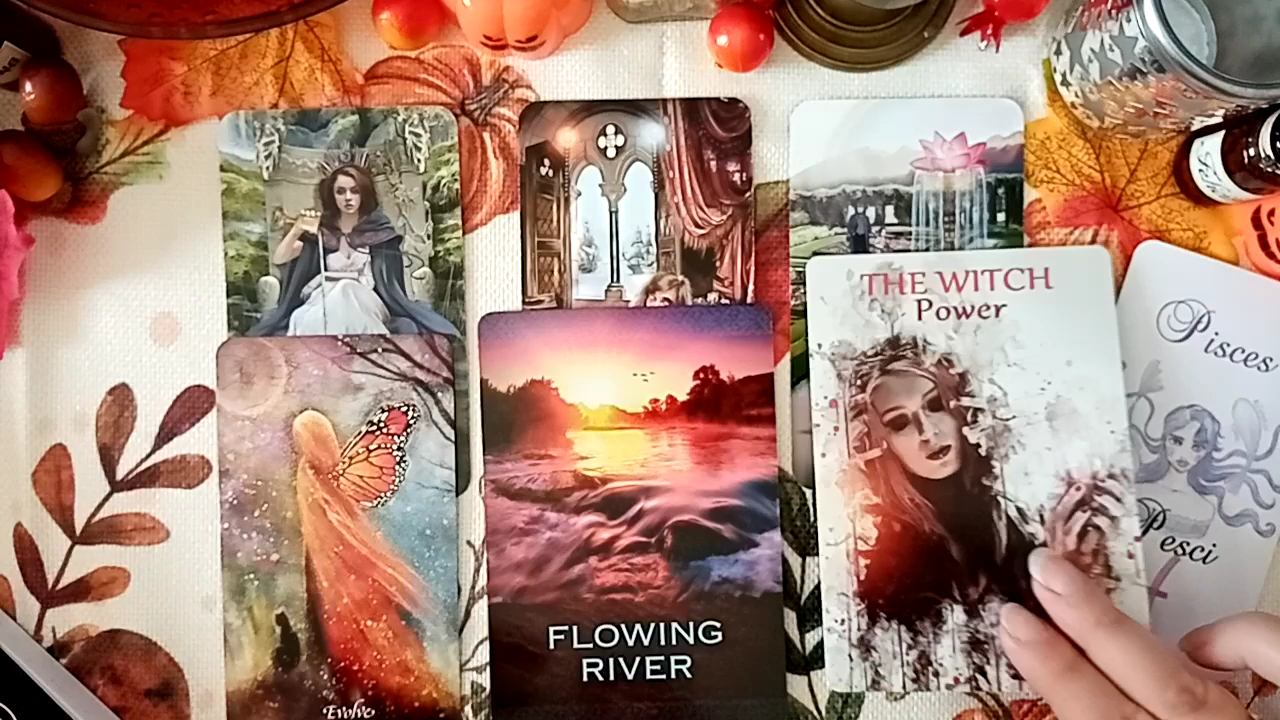 THE WITCH
Power
Pisces
Pesci
FLOWING
RIVER
Evolve